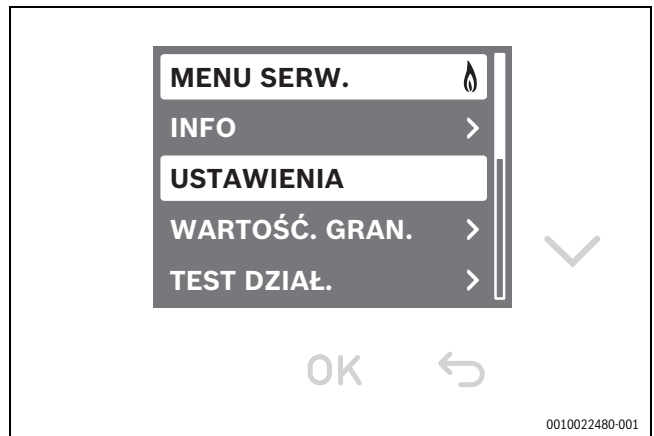 MENU SERW.
INFO
USTAWIENIA
WARTOŚĆ. GRAN.
TEST DZIAŁ.
OK
0010022480-001